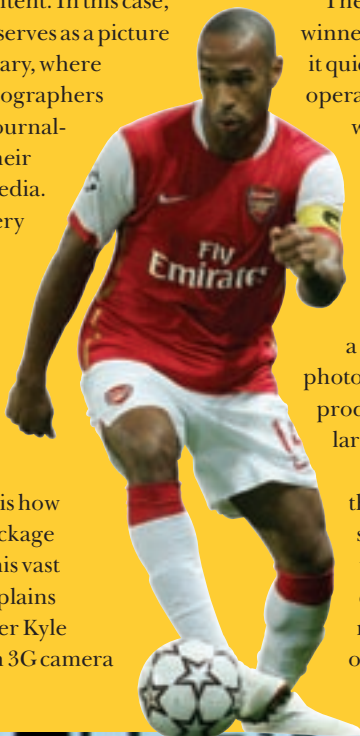 tent. In this case,
serves as a picture
ary, where
ographers
ournal-
heir
edia.
ery
is how
ckage
his vast
plains
er Kyle
3G camera
The
winne
it quic
opera
w
a
photo
proc
lar
th
s
o
Fly
Emirates
14